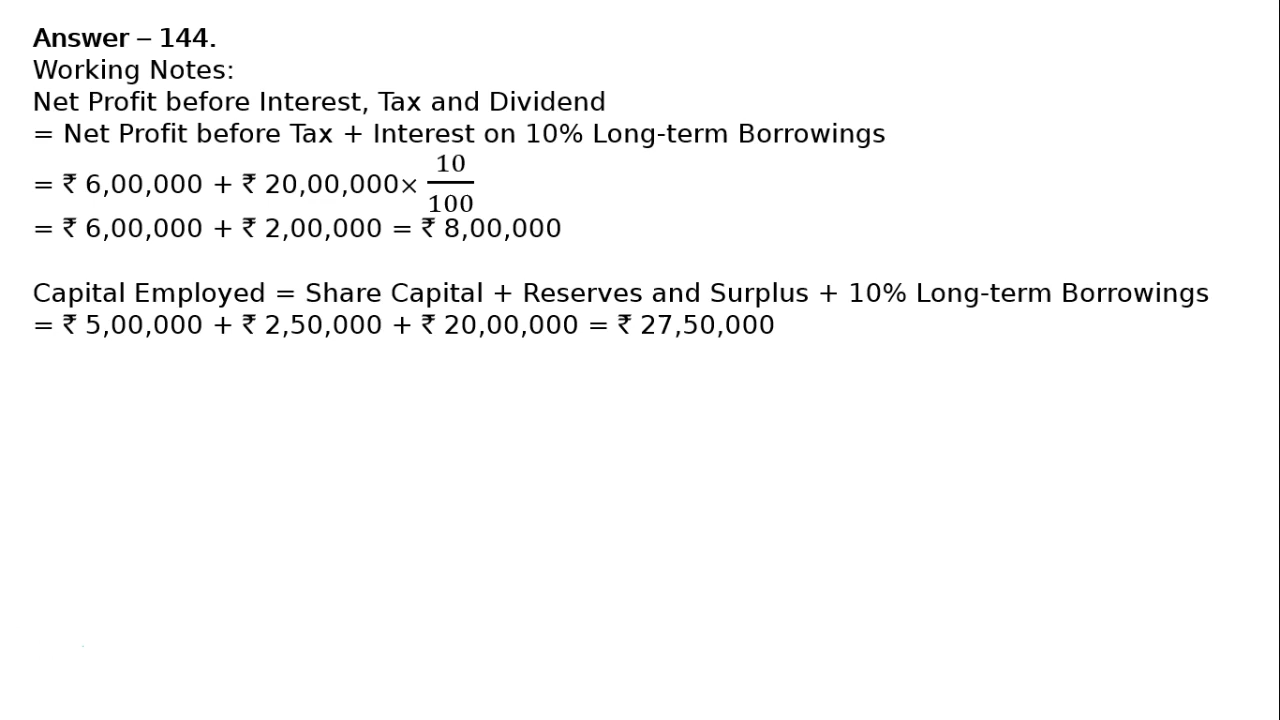 Answer – 144.
Working Notes:
Net Profit before Interest, Tax and Dividend
= Net Profit before Tax + Interest on 10% Long-term Borrowings
= ₹ 6,00,000 + ₹ 20,00,000× 10/100
= ₹ 6,00,000 + ₹ 2,00,000 = ₹ 8,00,000
Capital Employed = Share Capital + Reserves and Surplus + 10% Long-term Borrowings
= ₹ 5,00,000 + ₹ 2,50,000 + ₹ 20,00,000 = ₹ 27,50,000